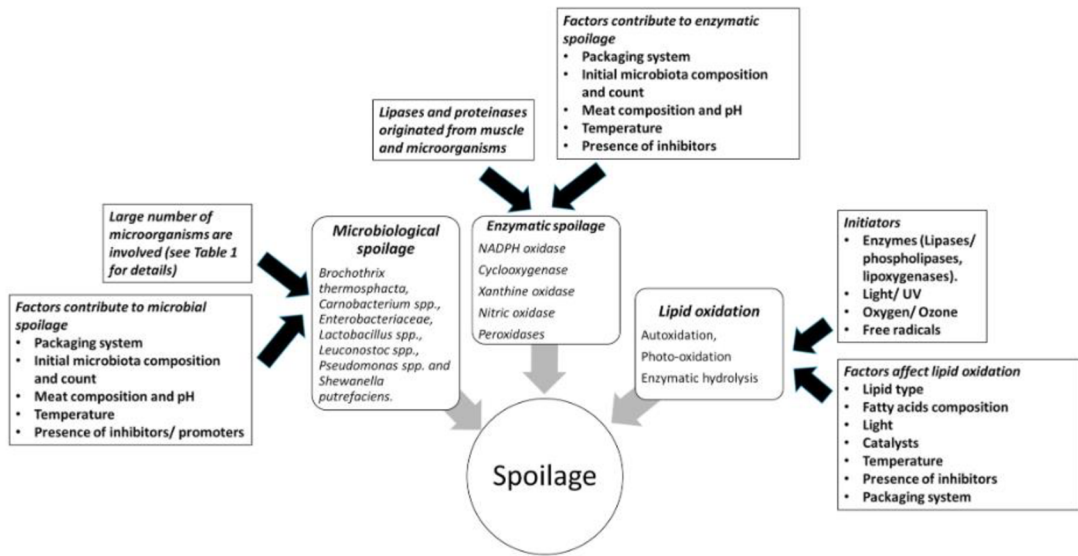 Factors contribute to enzymatic
spoilage
• Packaging system
• Initial microbiota composition
and count
• Meat composition and pH
• Temperature
• Presence of inhibitors
Lipases and proteinases
originated from muscle
and microorganisms
Large number of
microorganisms are
involved (see Table 1
for details)
Factors contribute to microbial
spoilage
• Packaging system
• Initial microbiota composition
and count
• Meat composition and pH
• Temperature
• Presence of inhibitors/ promoters
Microbiological
spoilage
Brochothrix
thermosphacta,
Carnobacterium spp.,
Enterobacteriaceae,
Lactobacillus spp.,
Leuconostoc spp.,
Pseudomonas spp. and
Shewanella
putrefaciens.
Enzymatic spoilage
NADPH oxidase
Cyclooxygenase
Xanthine oxidase
Nitric oxidase
Peroxidases
Lipid oxidation
Autoxidation,
Photo-oxidation
Enzymatic hydrolysis
Initiators
• Enzymes (Lipases/
phospholipases,
lipoxygenases).
• Light/ UV
• Oxygen/ Ozone
• Free radicals
Factors affect lipid oxidation
• Lipid type
• Fatty acids composition
• Light
• Catalysts
• Temperature
• Presence of inhibitors
• Packaging system
Spoilage